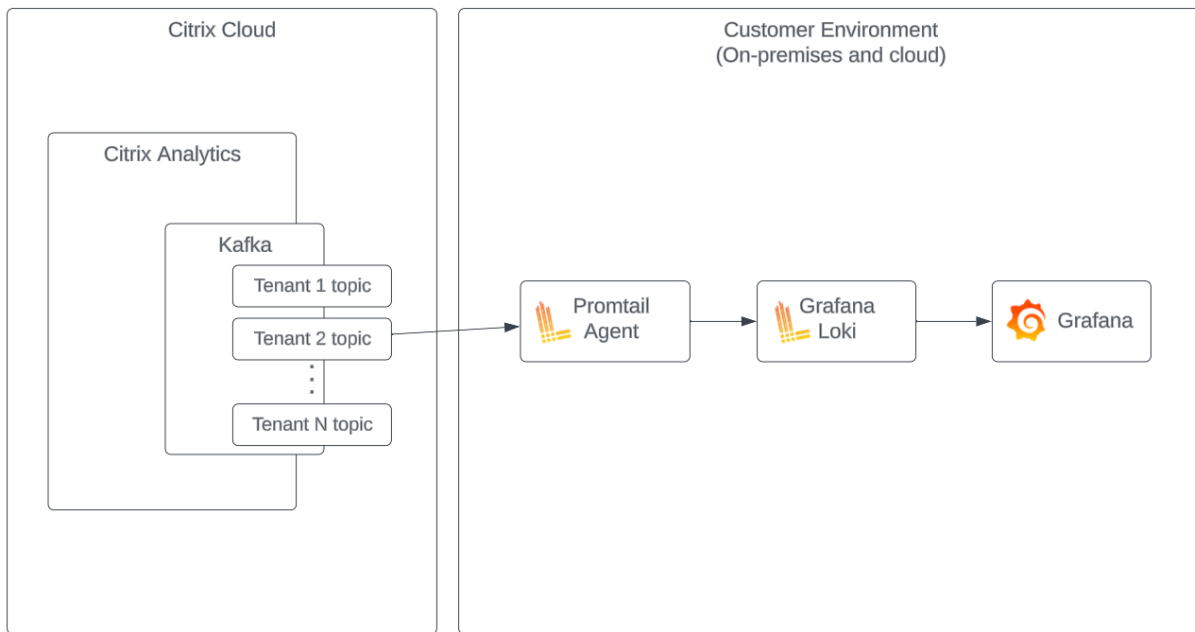 Citrix Cloud
Citrix Analytics
Kafka
Tenant 1 topic
Tenant 2 topic
Tenant N topic
Customer Environment
(On-premises and cloud)
Promtail
Agent
Grafana
Loki
Grafana